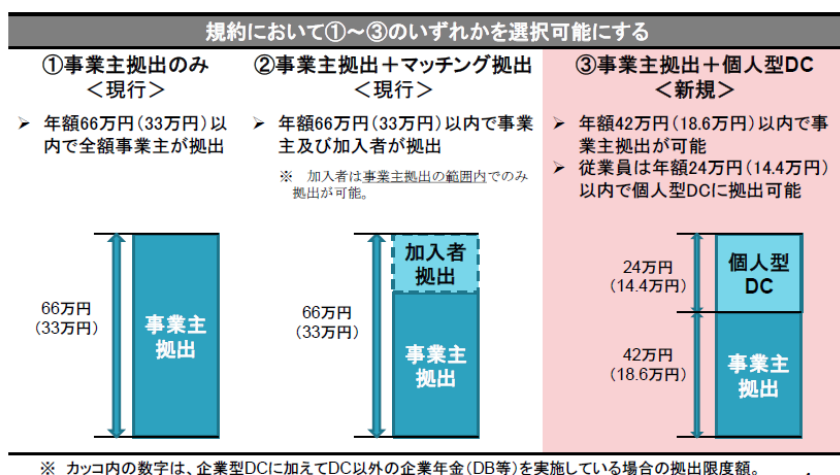 規約において①～③のいずれかを選択可能にする
①事業主拠出のみ
＜現行＞
➢ 年額66万円(33万円)以
内で全額事業主が拠出
②事業主拠出＋マッチング拠出
＜現行＞
➢ 年額66万円(33万円)以内で事業
主及び加入者が拠出
※ 加入者は事業主拠出の範囲内でのみ
拠出が可能。
③事業主拠出＋個人型DC
＜新規＞
➢ 年額42万円(18.6万円)以内で事
業主拠出が可能
➢ 従業員は年額24万円(14.4万円)
以内で個人型DCに拠出可能
66万円
(33万円)
事業主
拠出
66万円
(33万円)
加入者
拠出
事業主
拠出
24万円
(14.4万円)
個人型
DC
42万円
(18.6万円)
事業主
拠出
※ カッコ内の数字は、企業型DCに加えてDC以外の企業年金(DB等)を実施している場合の拠出限度額。